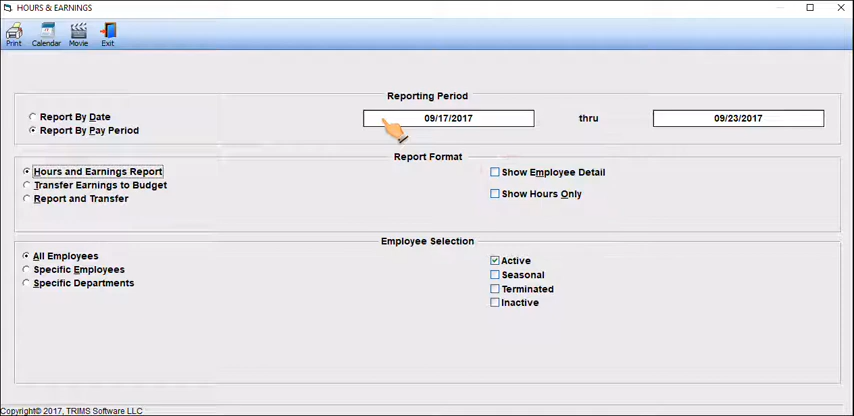 HOURS & EARNINGS
Print Calendar Movie Exit
Reporting Period
Report By Date
Report By Pay Period
09/17/2017 thru 09/23/2017
Report Format
Hours and Earnings Report
Transfer Earnings to Budget
Report and Transfer
Show Employee Detail
Show Hours Only
Employee Selection
All Employees
Specific Employees
Specific Departments
Active
Seasonal
Terminated
Inactive
Copyright© 2017, TRIMS Software LLC